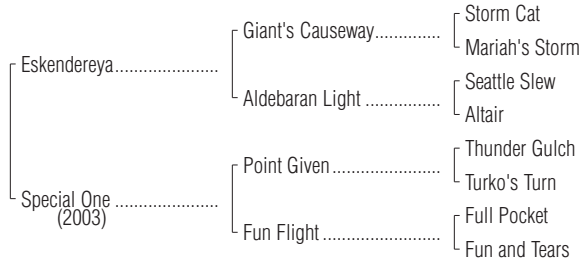 Storm Cat
Giant's Causeway..............
Mariah's Storm
Eskendereya......................
Seattle Slew
Aldebaran Light ................
Altair
Thunder Gulch
Point Given.......................
Turko's Turn
Special One ......................
(2003)
Full Pocket
Fun Flight.........................
Fun and Tears